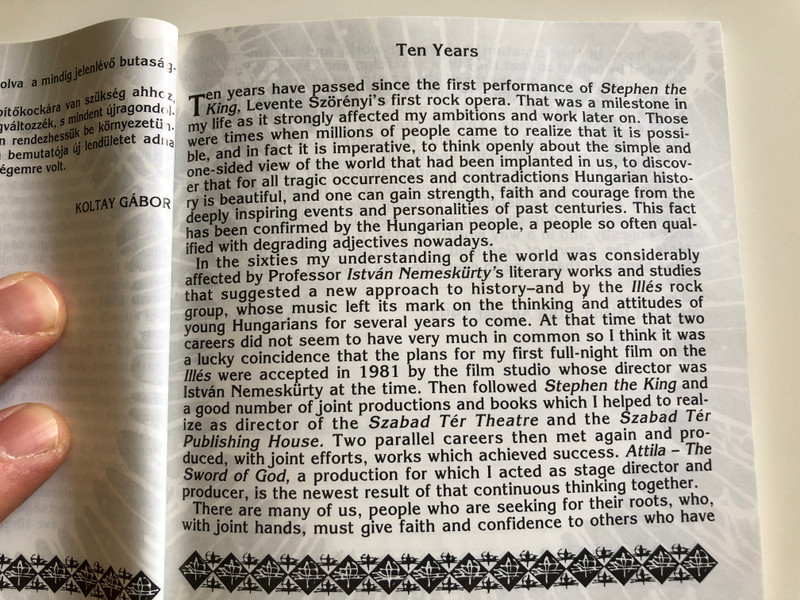 olva a mindig jelenlévő butaság-
pítőkockára van szükség ahhoz,
gváltozzék, s mindent újragondol-
n rendezhessük be környezetün-
bemutatója új lendületet adna
égemre volt.
KOLTAY GÁBOR
Ten Years
Ten years have passed since the first performance of Stephen the
King, Levente Szörényi's first rock opera. That was a milestone in
my life as it strongly affected my ambitions and work later on. Those
were times when millions of people came to realize that it is possi-
ble, and in fact it is imperative, to think openly about the simple and
one-sided view of the world that had been implanted in us, to discov-
er that for all tragic occurrences and contradictions Hungarian histo-
ry is beautiful, and one can gain strength, faith and courage from the
deeply inspiring events and personalities of past centuries. This fact
has been confirmed by the Hungarian people, a people so often qual-
ified with degrading adjectives nowadays.
In the sixties my understanding of the world was considerably
affected by Professor István Nemeskürty's literary works and studies
that suggested a new approach to history–and by the Illés rock
group, whose music left its mark on the thinking and attitudes of
young Hungarians for several years to come. At that time that two
careers did not seem to have very much in common so I think it was
a lucky coincidence that the plans for my first full-night film on the
Illés were accepted in 1981 by the film studio whose director was
István Nemeskürty at the time. Then followed Stephen the King and
a good number of joint productions and books which I helped to real-
ize as director of the Szabad Tér Theatre and the Szabad Tér
Publishing House. Two parallel careers then met again and pro-
duced, with joint efforts, works which achieved success. Attila – The
Sword of God, a production for which I acted as stage director and
producer, is the newest result of that continuous thinking together.
There are many of us, people who are seeking for their roots, who,
with joint hands, must give faith and confidence to others who have